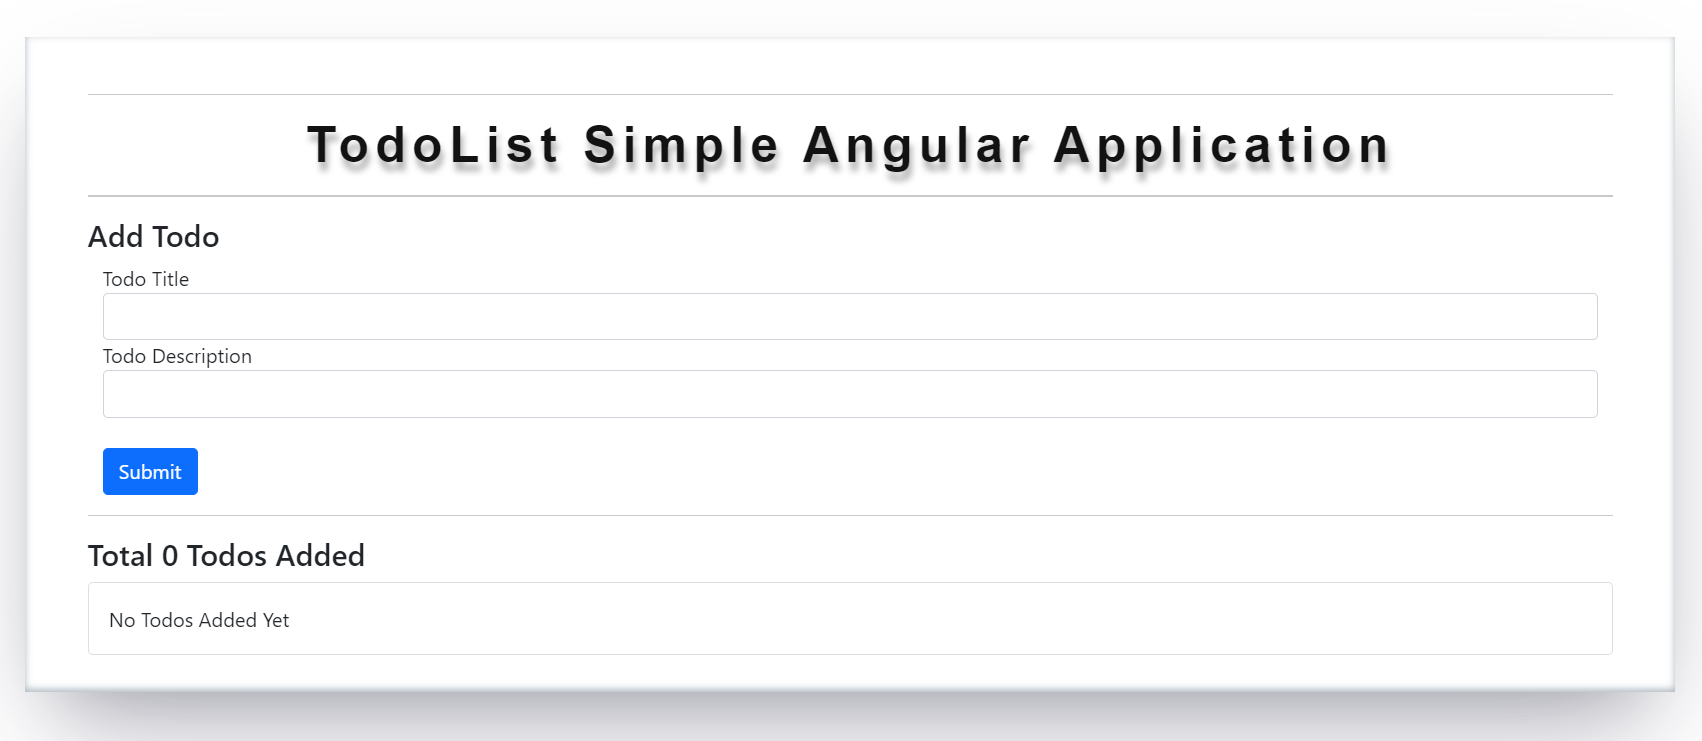 TodoList Simple Angular Application
Add Todo
Todo Title
Todo Description
Submit
Total 0 Todos Added
No Todos Added Yet